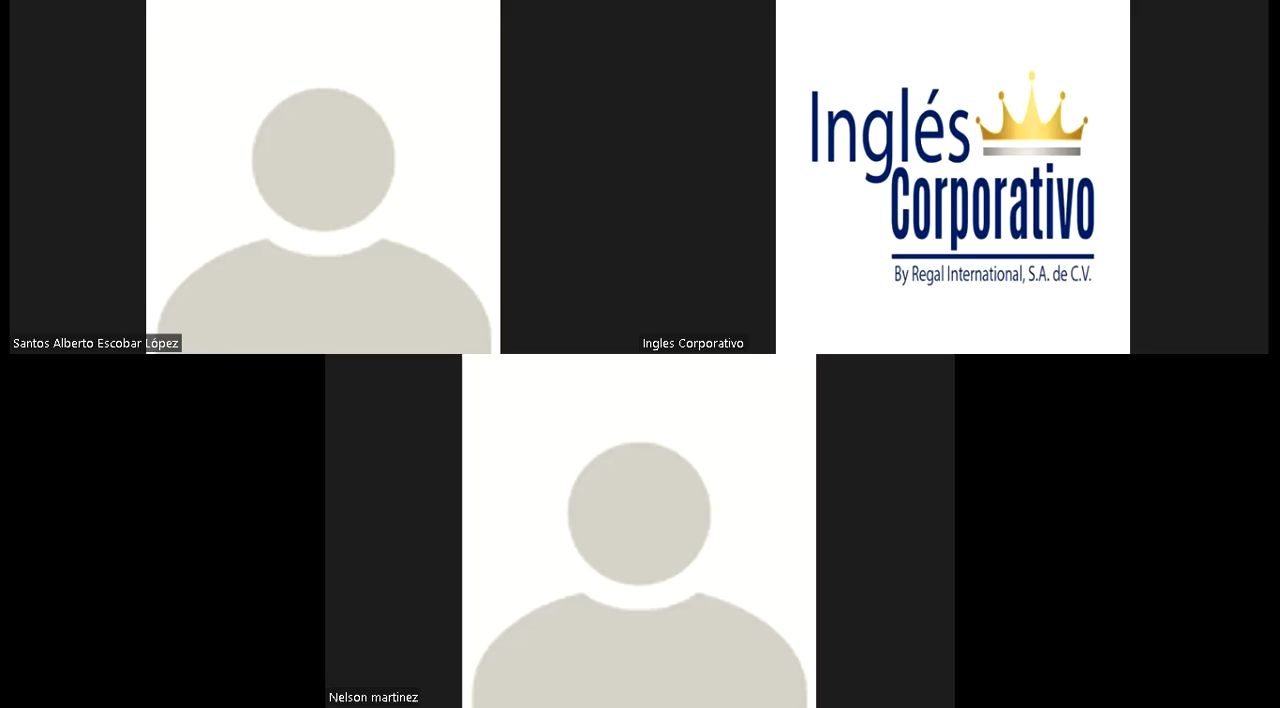 Inglés
Corporativo
By Regal International, S.A. de C.V.
Santos Alberto Escobar López
Ingles Corporativo
Nelson martinez